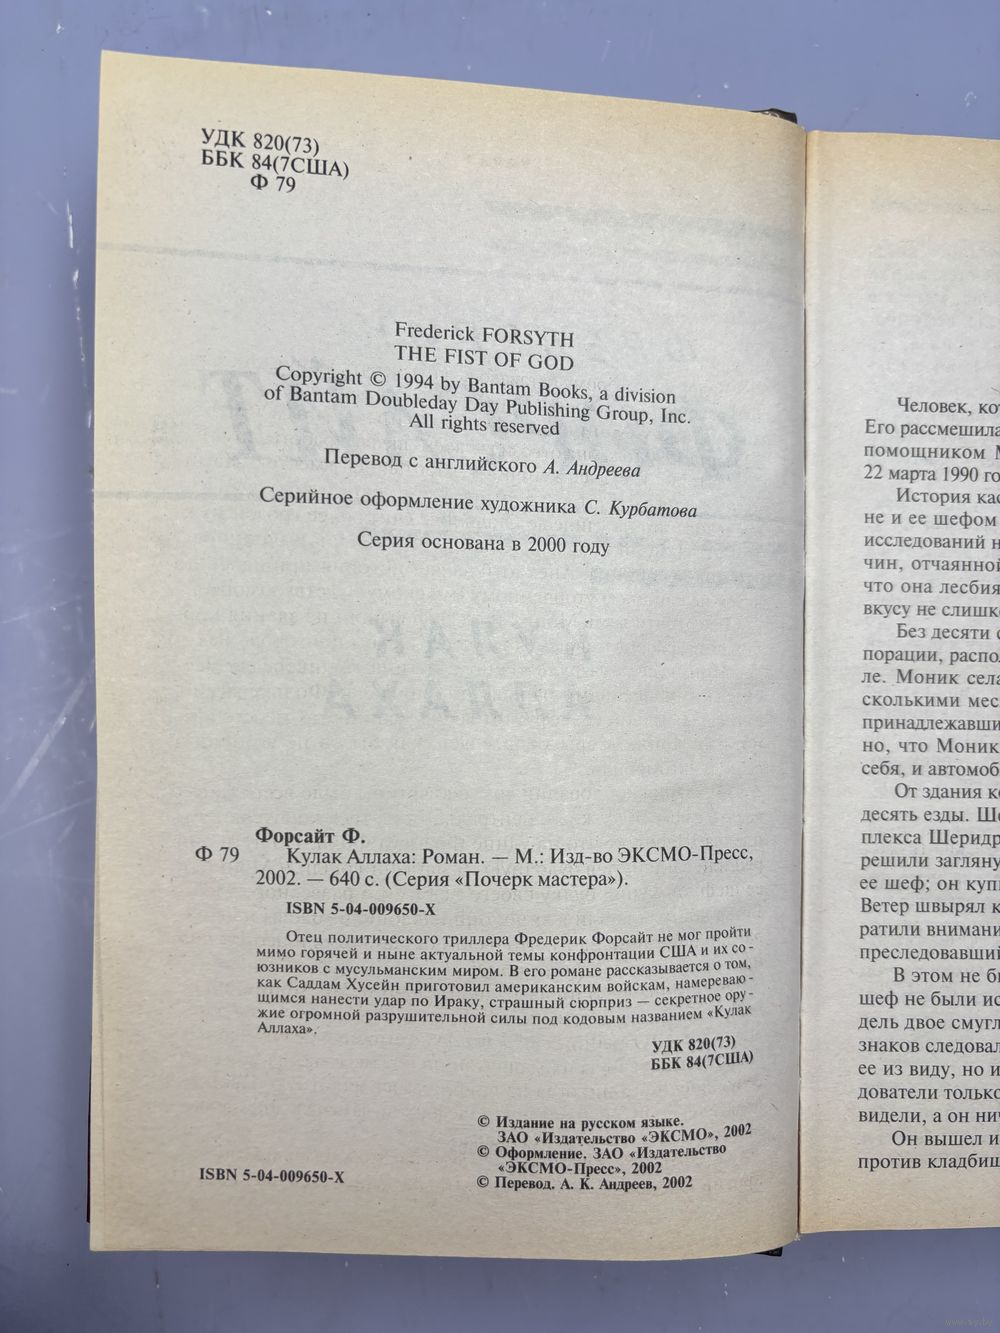 УДК 820(73)
ББК 84(7США)
Ф 79
Frederick FORSYTH
THE FIST OF GOD
Copyright © 1994 by Bantam Books, a division
of Bantam Doubleday Day Publishing Group, Inc.
All rights reserved
Перевод с английского А. Андреева
Серийное оформление художника С. Курбатова
Серия основана в 2000 году
Форсайт Ф.
Ф 79 Кулак Аллаха: Роман. — М.: Изд-во ЭКСМО-Пресс,
2002. — 640 с. (Серия «Почерк мастера»).
ISBN 5-04-009650-X
Отец политического триллера Фредерик Форсайт не мог пройти
мимо горячей и ныне актуальной темы конфронтации США и их со-
юзников с мусульманским миром. В его романе рассказывается о том,
как Саддам Хусейн приготовил американским войскам, намереваю-
щимся нанести удар по Ираку, страшный сюрприз — секретное ору-
жие огромной разрушительной силы под кодовым названием «Кулак
Аллаха».
УДК 820(73)
ББК 84(7США)
© Издание на русском языке.
ЗАО «Издательство «ЭКСМО», 2002
© Оформление. ЗАО «Издательство
«ЭКСМО-Пресс», 2002
ISBN 5-04-009650-X
© Перевод. А. К. Андреев, 2002
Человек, ко
Его рассмешила
помощником
22 марта 1990 го
История кас
не и ее шефом
исследований н
чин, отчаянной
что она лесбия
вкусу не слишк
Без десяти
порации, распо
ле. Моник села
сколькими мес
принадлежавши
но, что Моник
себя, и автомоб
От здания к
десять езды. Ше
плекса Шеридр
решили загляну
ее шеф; он купи
Ветер швырял к
ратили внимани
преследовавший
В этом не б
шеф не были ис
дель двое смугл
знаков следовал
ее из виду, но и
дователи только
видели, а он нич
Он вышел и
против кладбищ